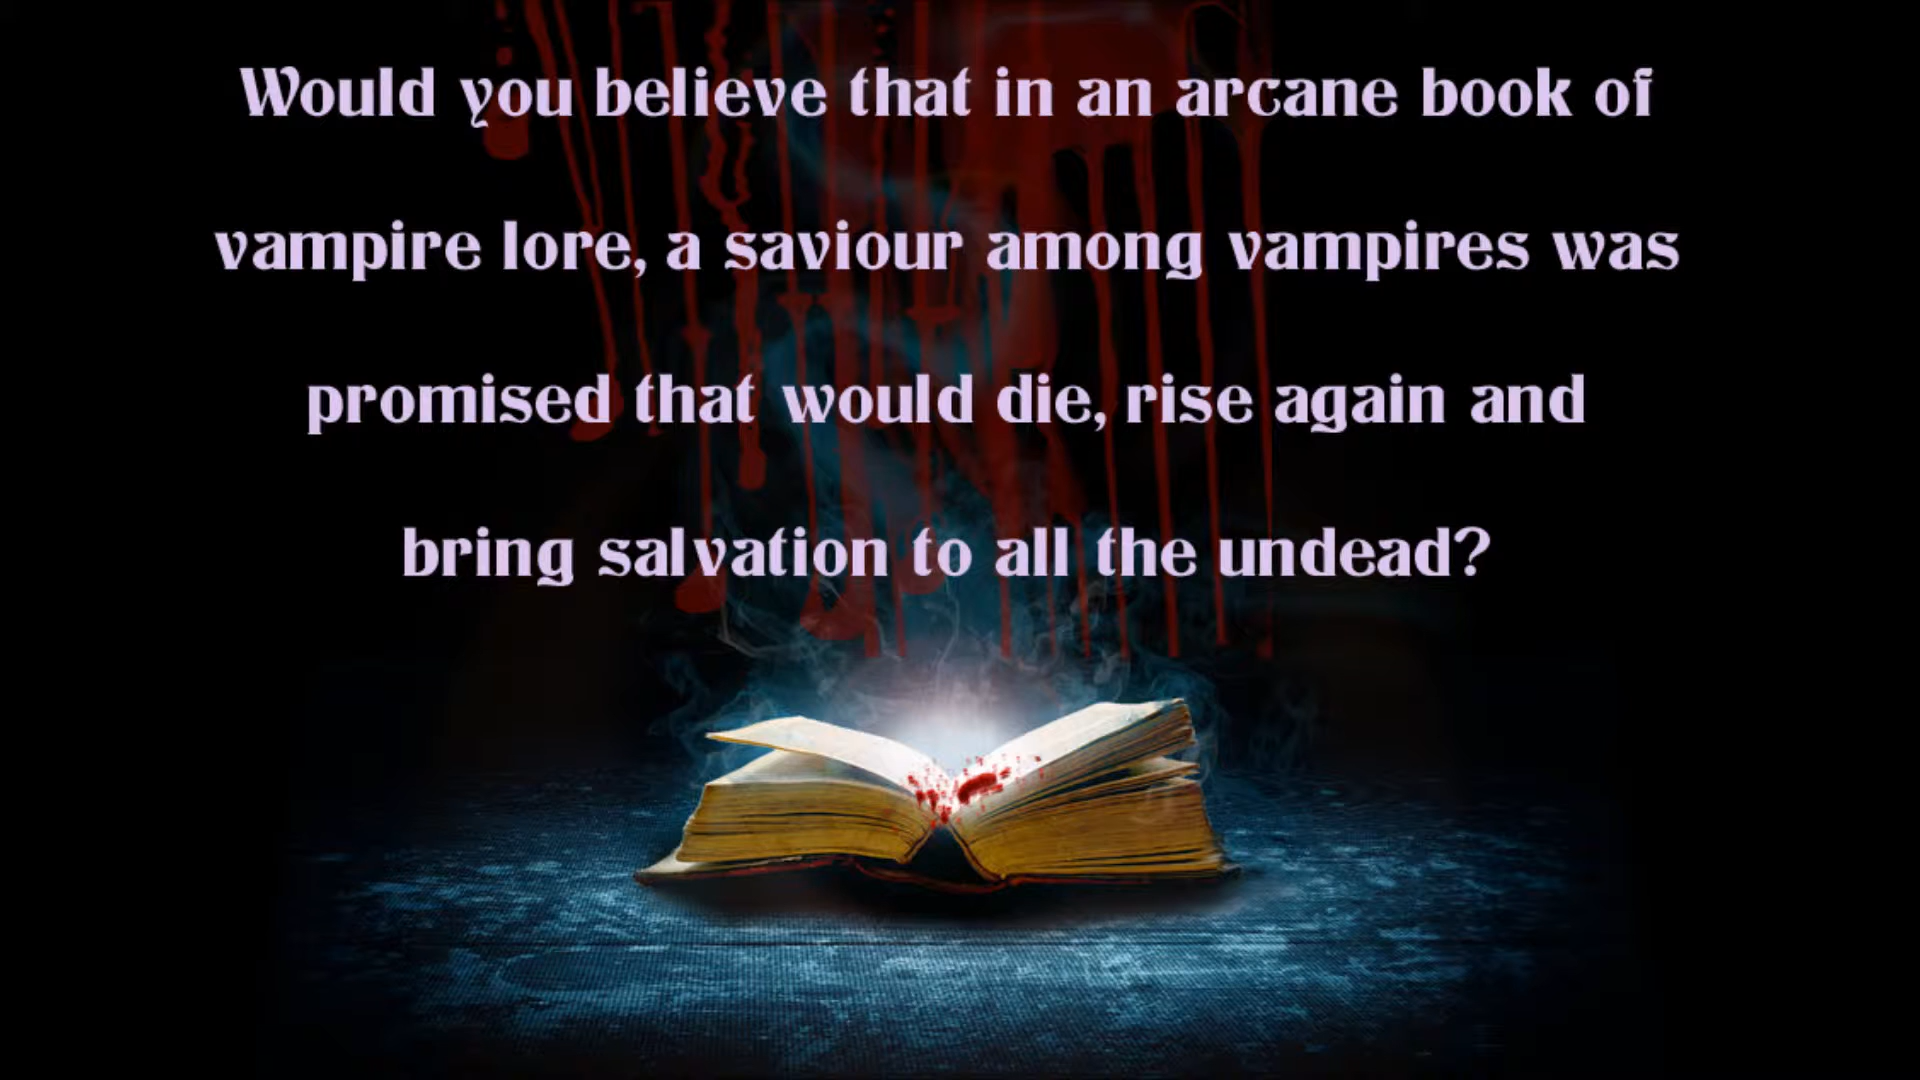 Would you believe that in an arcane book of
vampire lore, a saviour among vampires was
promised that would die, rise again and
bring salvation to all the undead?